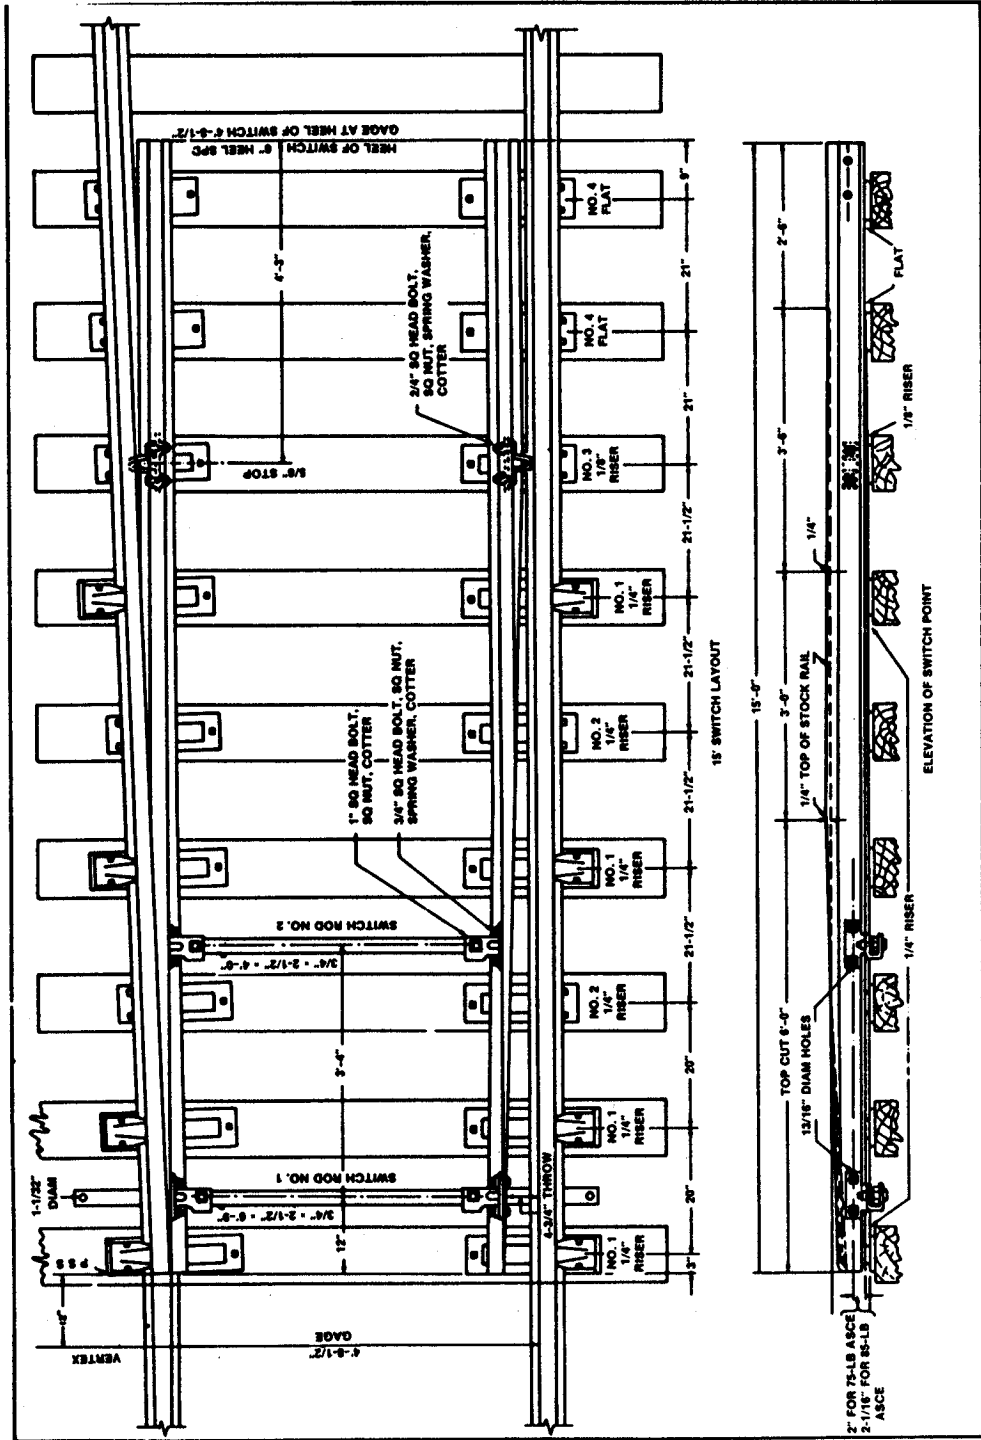 HEEL OF SWITCH 6" HEEL SPC
GAGE AT HEEL OF SWITCH 4'-8-1/2"
4'-3"
5/8" STOP
2/4" SQ HEAD BOLT,
SQ NUT, SPRING WASHER,
COTTER
1" SQ HEAD BOLT,
SQ NUT, COTTER
3/4" SQ HEAD BOLT, SQ NUT,
SPRING WASHER, COTTER
SWITCH ROD NO. 2
3/4" × 2-1/2" × 4'-9"
3'-4"
SWITCH ROD NO. 1
3/4" × 2-1/2" × 6'-9"
12"
1-1/32"
DIAM
12"
VERTEX
GAGE
4'-8-1/2"
4-3/4" THROW
NO. 1
1/4"
RISER
NO. 1
1/4"
RISER
NO. 2
1/4"
RISER
NO. 1
1/4"
RISER
NO. 2
1/4"
RISER
NO. 1
1/4"
RISER
NO. 3
1/8"
RISER
NO. 4
FLAT
NO. 4
FLAT
3"
20"
20"
21-1/2"
21-1/2"
21-1/2"
21-1/2"
21"
21"
9"
15' SWITCH LAYOUT
15'-0"
TOP CUT 6'-0"
3'-0"
3'-6"
2'-6"
13/16" DIAM HOLES
1/4" TOP OF STOCK RAIL
1/4"
1/4" RISER
1/8" RISER
FLAT
ELEVATION OF SWITCH POINT
2" FOR 75-LB ASCE
2-1/16" FOR 85-LB
ASCE